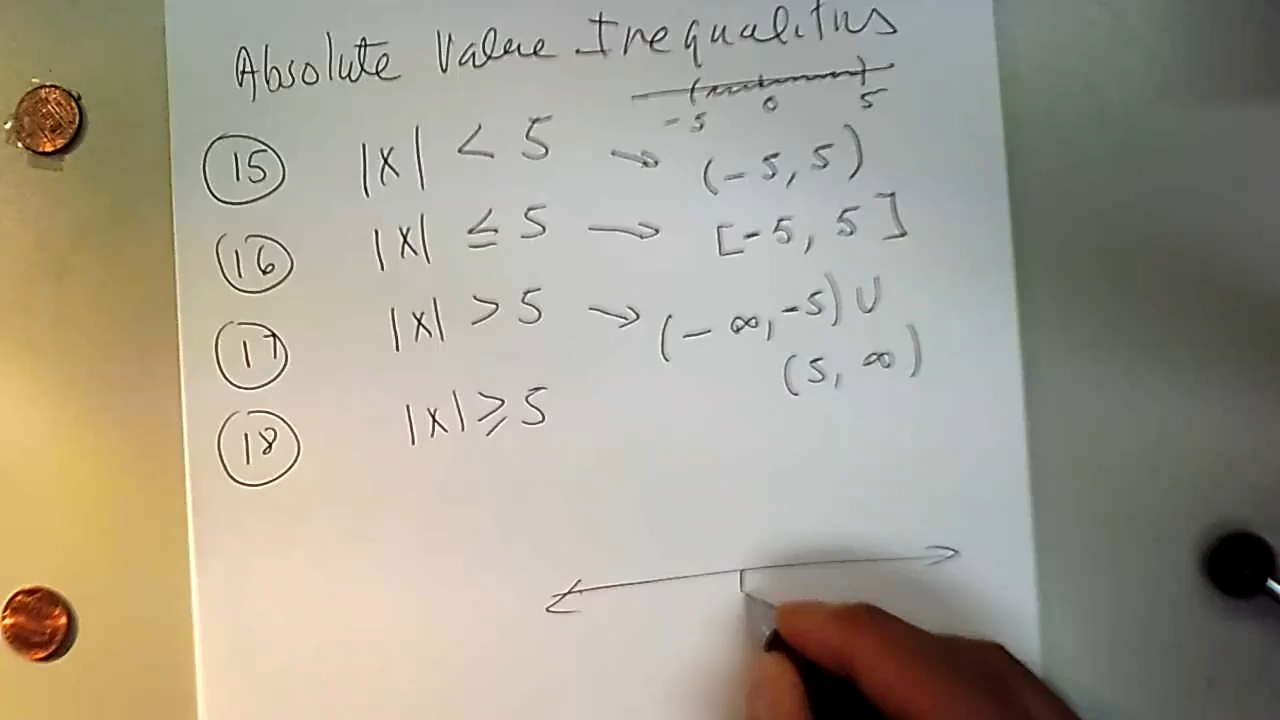 Absolute Value Inequalities
-5 0 5
15 |x| < 5 → (-5, 5)
16 |x| ≤ 5 → [-5, 5]
17 |x| > 5 → (-∞, -5) ∪
(5, ∞)
18 |x| ≥ 5